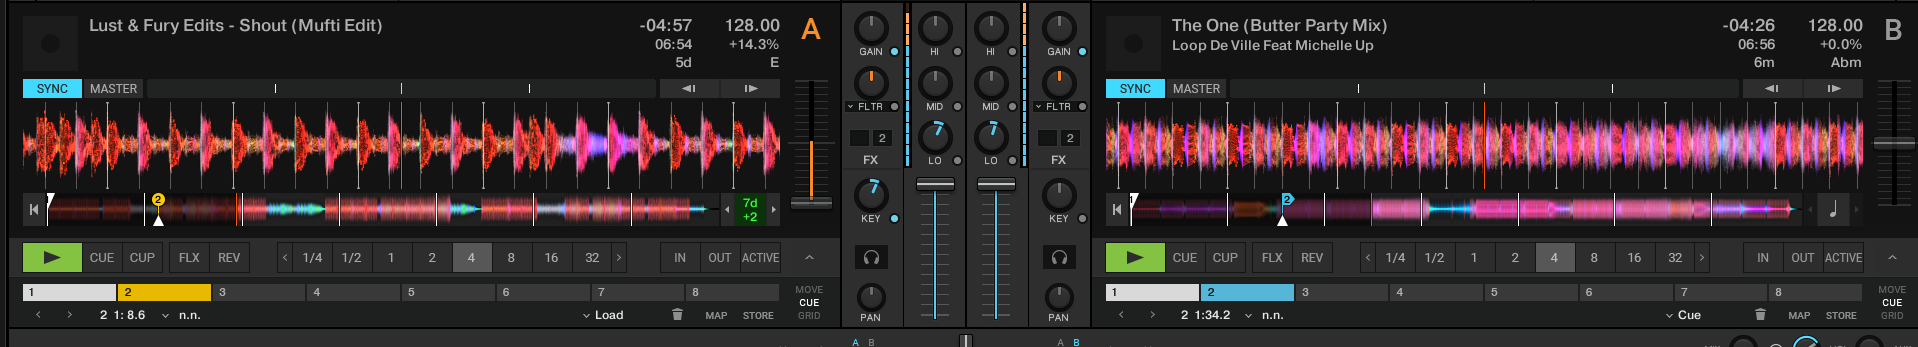 Lust & Fury Edits - Shout (Mufti Edit)
-04:57 128.00 A
06:54 +14.3%
5d E
SYNC MASTER
2
7d
+2
CUE CUP FLX REV 1/4 1/2 1 2 4 8 16 32 IN OUT ACTIVE
1 2 3 4 5 6 7 8
MOVE
CUE
GRID
2 1: 8.6 n.n. Load MAP STORE
GAIN HI HI GAIN
FLTR MID MID FLTR
2 2
FX LO LO FX
KEY KEY
PAN PAN
A B A B
The One (Butter Party Mix)
Loop De Ville Feat Michelle Up
-04:26 128.00 B
06:56 +0.0%
6m Abm
SYNC MASTER
2
CUE CUP FLX REV 1/4 1/2 1 2 4 8 16 32 IN OUT ACTIVE
1 2 3 4 5 6 7 8
MOVE
CUE
GRID
2 1:34.2 n.n. Cue MAP STORE